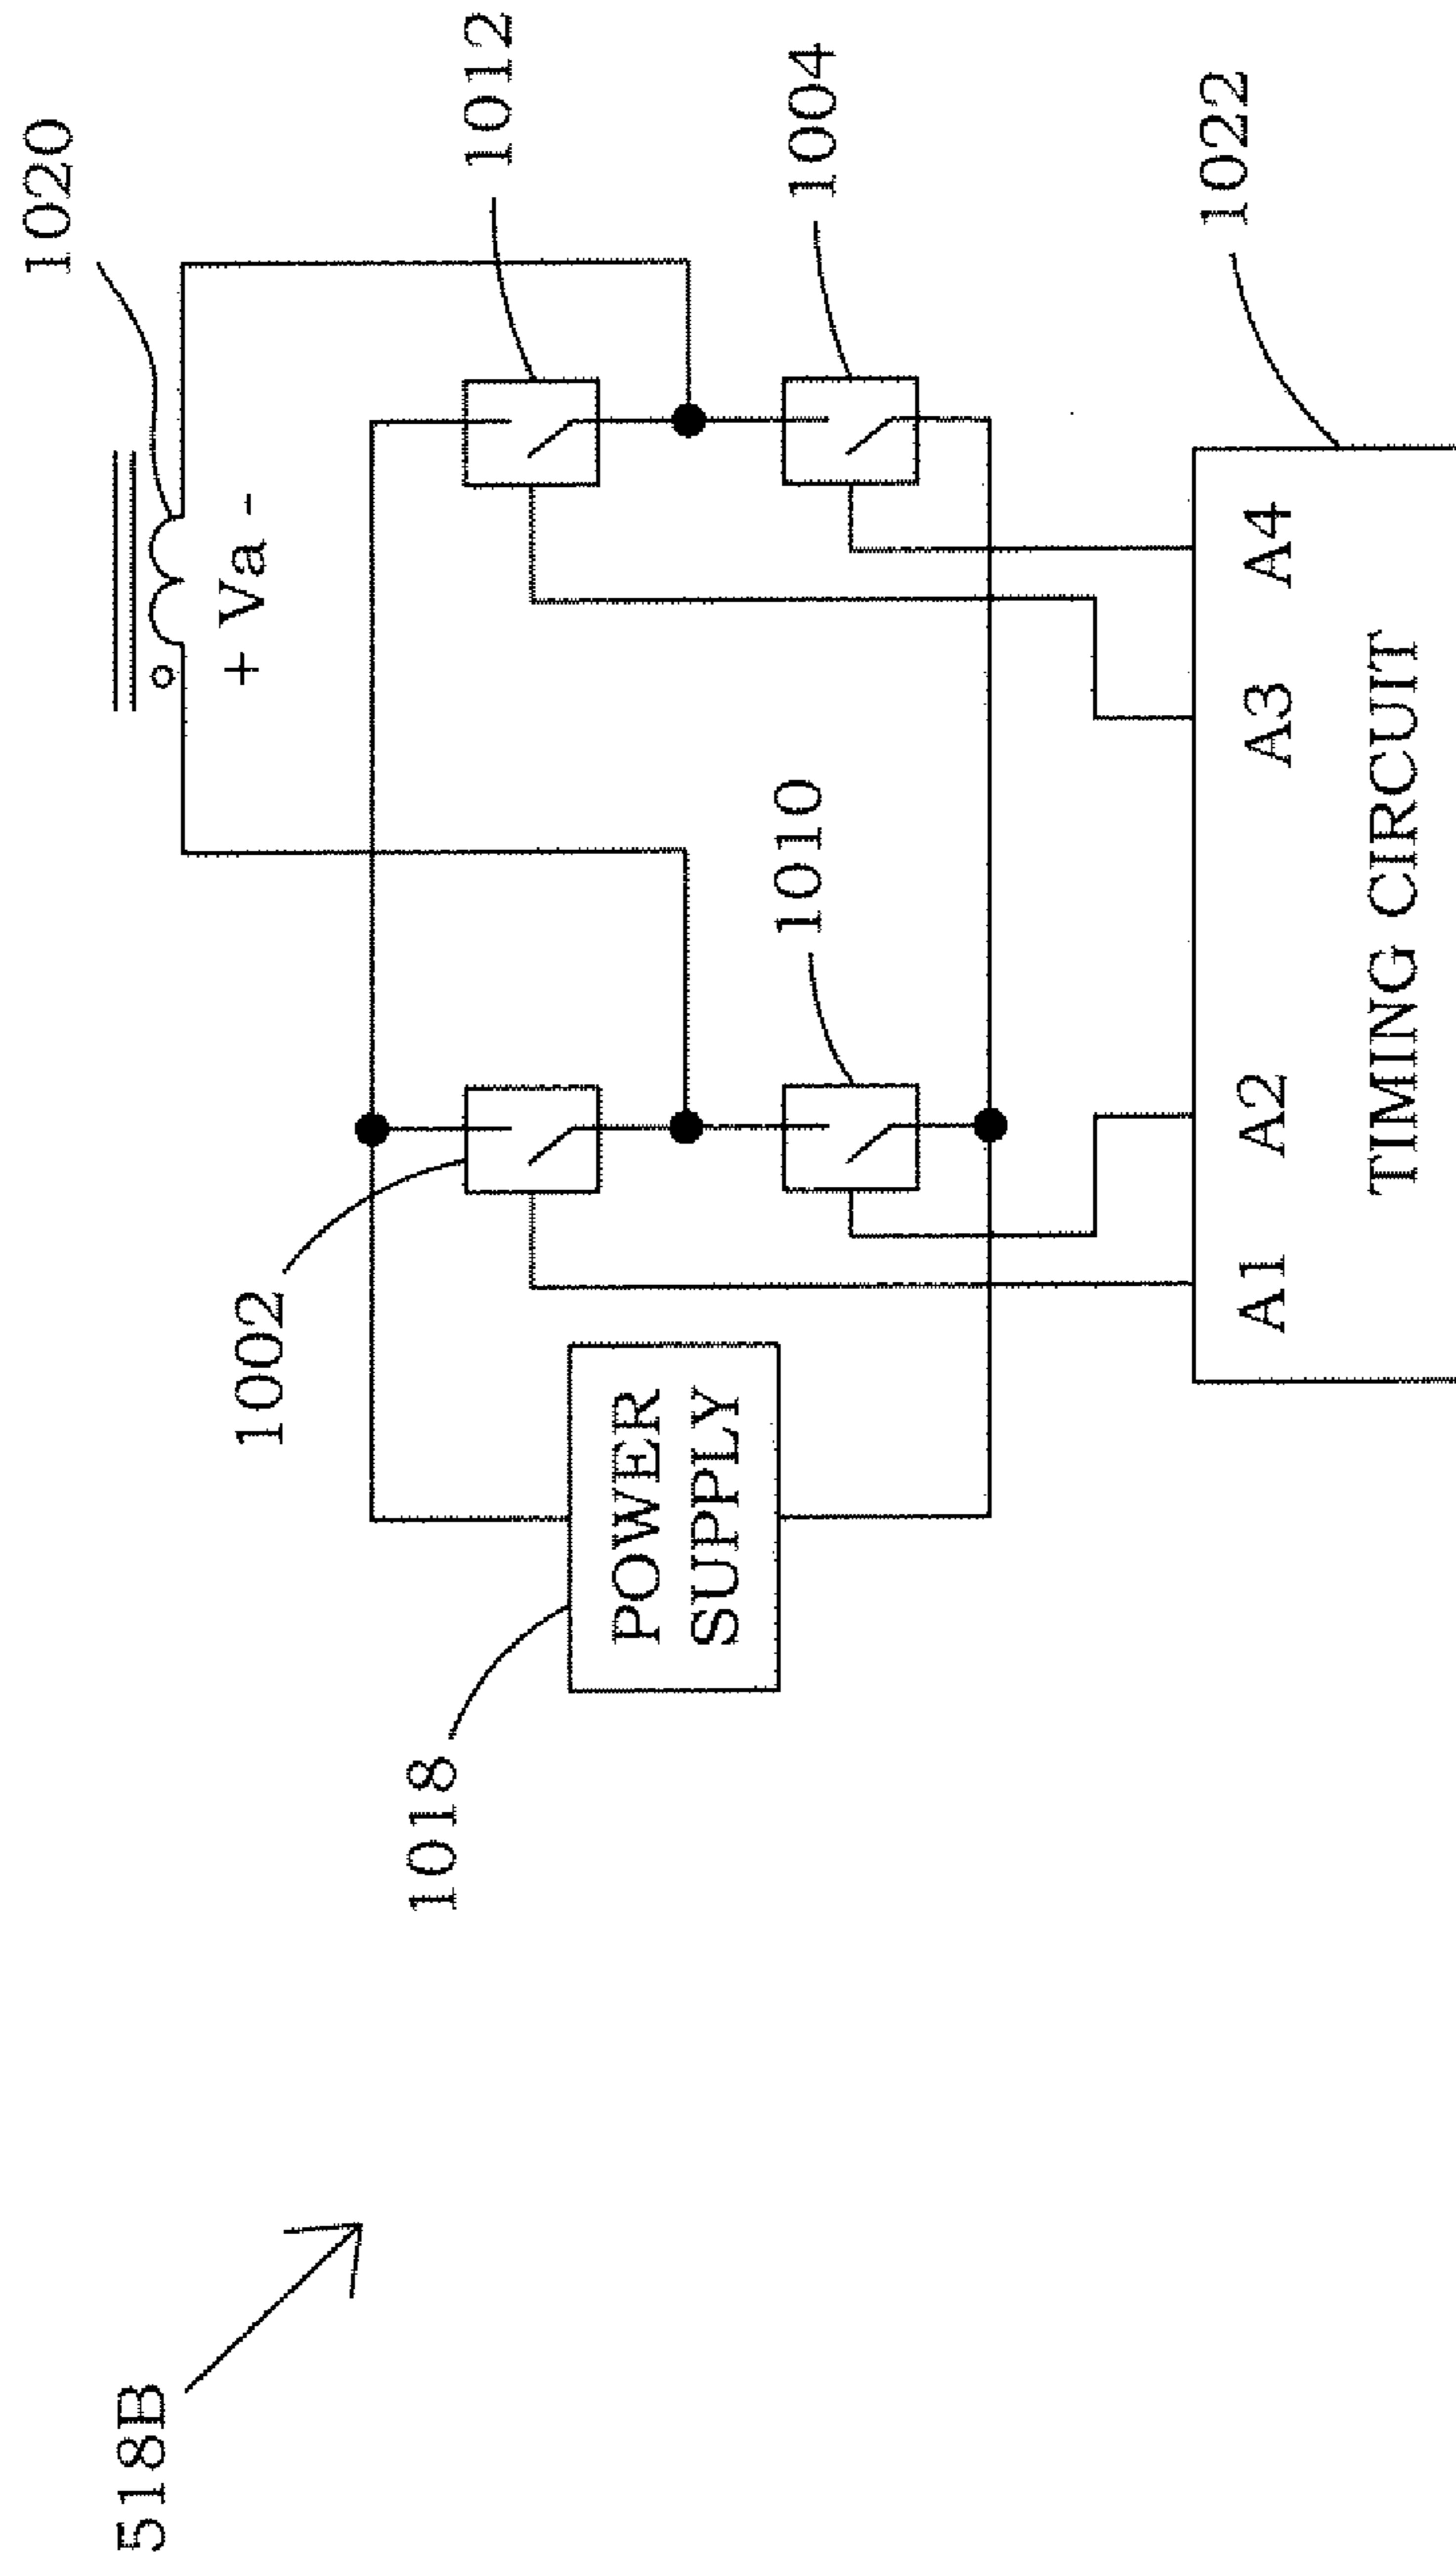 518B
1020
+ Va -
1002
1012
1018
POWER
SUPPLY
1010
1004
A1
A2
A3
A4
1022
TIMING CIRCUIT